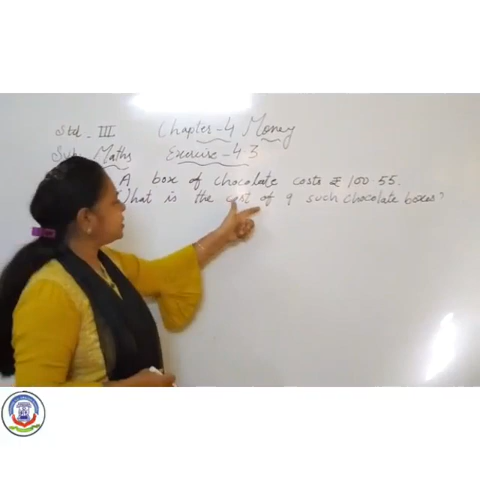 Std - III Chapter - 4 Money
Sub - Maths Exercise - 4.3
A box of chocolate costs ₹ 100.55.
What is the cost of 9 such chocolate boxes?